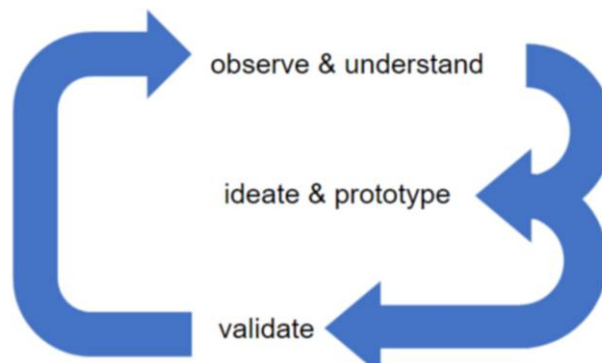 observe & understand
ideate & prototype
validate